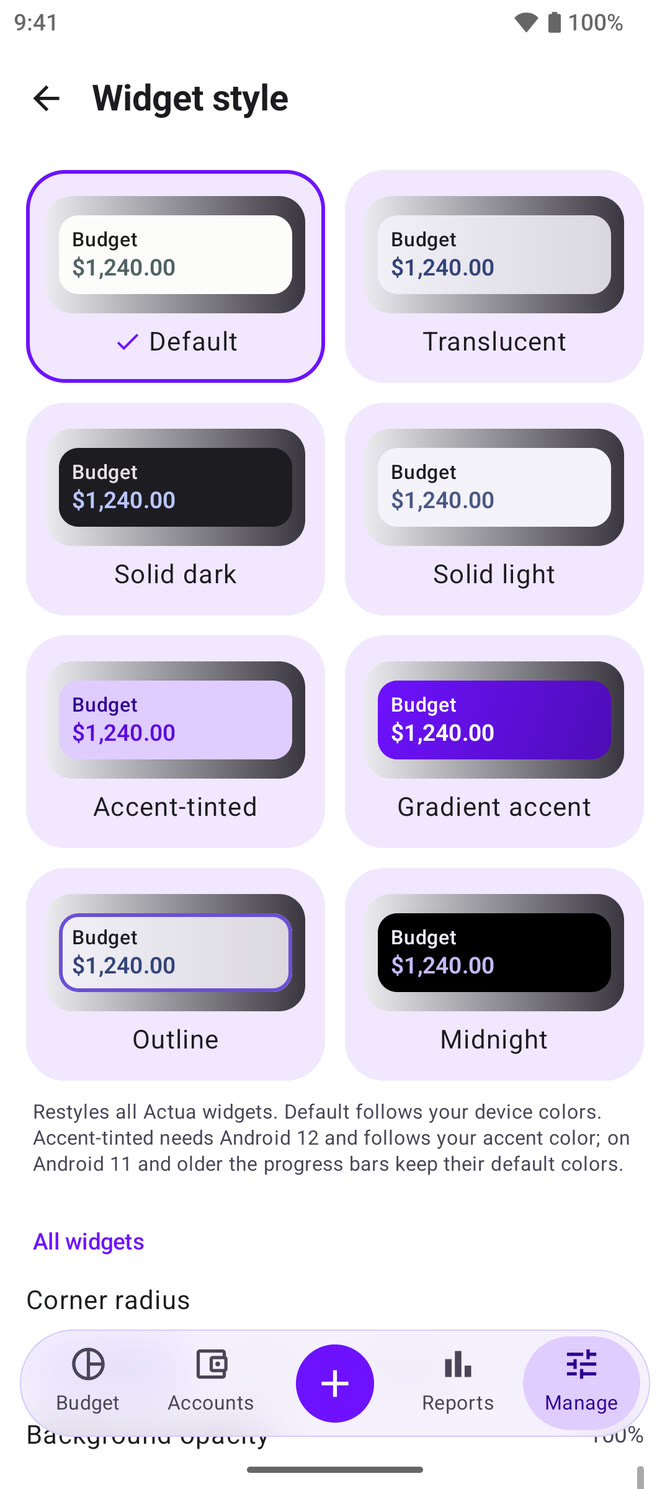 9:41
100%
Widget style
Budget
$1,240.00
Default
Budget
$1,240.00
Translucent
Budget
$1,240.00
Solid dark
Budget
$1,240.00
Solid light
Budget
$1,240.00
Accent-tinted
Budget
$1,240.00
Gradient accent
Budget
$1,240.00
Outline
Budget
$1,240.00
Midnight
Restyles all Actua widgets. Default follows your device colors.
Accent-tinted needs Android 12 and follows your accent color; on
Android 11 and older the progress bars keep their default colors.
All widgets
Corner radius
Budget
Accounts
Reports
Manage
Background opacity
100%